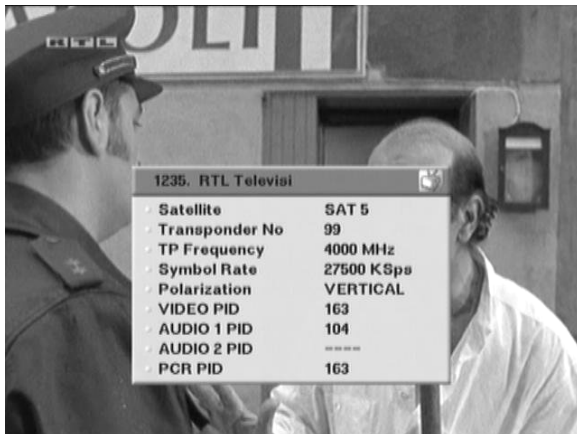 RTL
1235. RTL Televisi
Satellite SAT 5
Transponder No 99
TP Frequency 4000 MHz
Symbol Rate 27500 KSps
Polarization VERTICAL
VIDEO PID 163
AUDIO 1 PID 104
AUDIO 2 PID ----
PCR PID 163